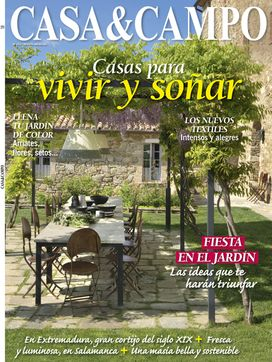 CASA&CAMPO
Casas para
vivir y soñar
LLENA
TU JARDÍN
DE COLOR
flores, setos...
LOS NUEVOS
TEXTILES
Intensos y alegres
FIESTA
EN EL JARDÍN
Las ideas que te
harán triunfar
En Extremadura, gran cortijo del siglo XIX + Fresca
y luminosa, en Salamanca + Una masía bella y sostenible